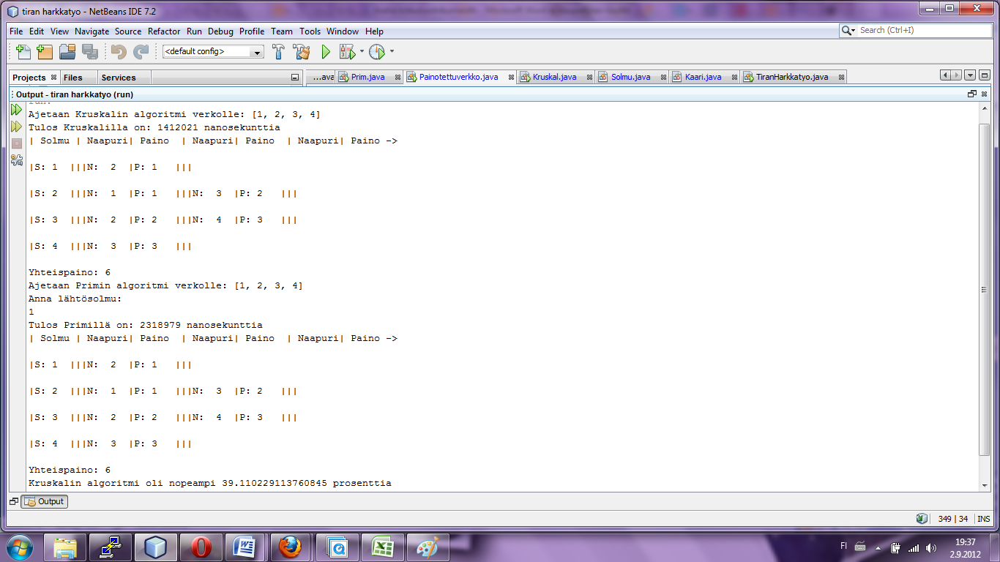 tiran harkkatyo - NetBeans IDE 7.2
File Edit View Navigate Source Refactor Run Debug Profile Team Tools Window Help
Search (Ctrl+I)
<default config>
Projects Files Services ...ava Prim.java Painotettuverkko.java Kruskal.java Solmu.java Kaari.java TiranHarkkatyo.java
Output - tiran harkkatyo (run)
run:
Ajetaan Kruskalin algoritmi verkolle: [1, 2, 3, 4]
Tulos Kruskalilla on: 1412021 nanosekunttia
| Solmu | Naapuri| Paino  | Naapuri| Paino  | Naapuri| Paino ->
|S: 1  |||N:  2  |P: 1   |||
|S: 2  |||N:  1  |P: 1   |||N:  3  |P: 2   |||
|S: 3  |||N:  2  |P: 2   |||N:  4  |P: 3   |||
|S: 4  |||N:  3  |P: 3   |||
Yhteispaino: 6
Ajetaan Primin algoritmi verkolle: [1, 2, 3, 4]
Anna lähtösolmu:
1
Tulos Primillä on: 2318979 nanosekunttia
| Solmu | Naapuri| Paino  | Naapuri| Paino  | Naapuri| Paino ->
|S: 1  |||N:  2  |P: 1   |||
|S: 2  |||N:  1  |P: 1   |||N:  3  |P: 2   |||
|S: 3  |||N:  2  |P: 2   |||N:  4  |P: 3   |||
|S: 4  |||N:  3  |P: 3   |||
Yhteispaino: 6
Kruskalin algoritmi oli nopeampi 39.110229113760845 prosenttia
Output
349 | 34 INS
FI 19:37
2.9.2012